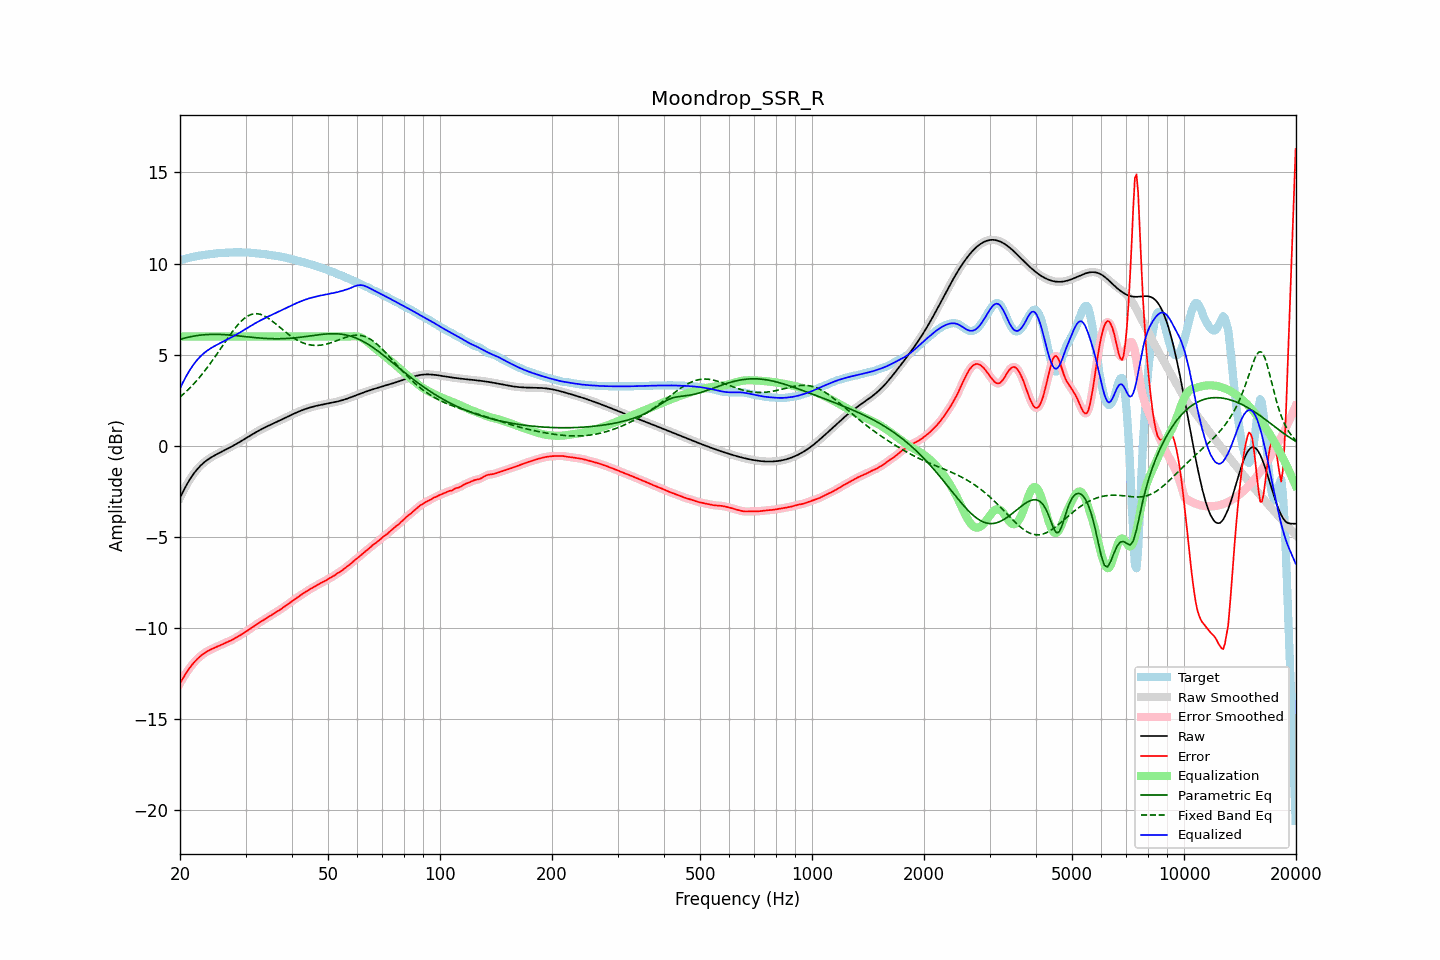 Moondrop_SSR_R
Amplitude (dBr)
15
10
5
0
−5
−10
−15
−20
20
50
100
200
500
1000
2000
5000
10000
20000
Frequency (Hz)
Target
Raw Smoothed
Error Smoothed
Raw
Error
Equalization
Parametric Eq
Fixed Band Eq
Equalized